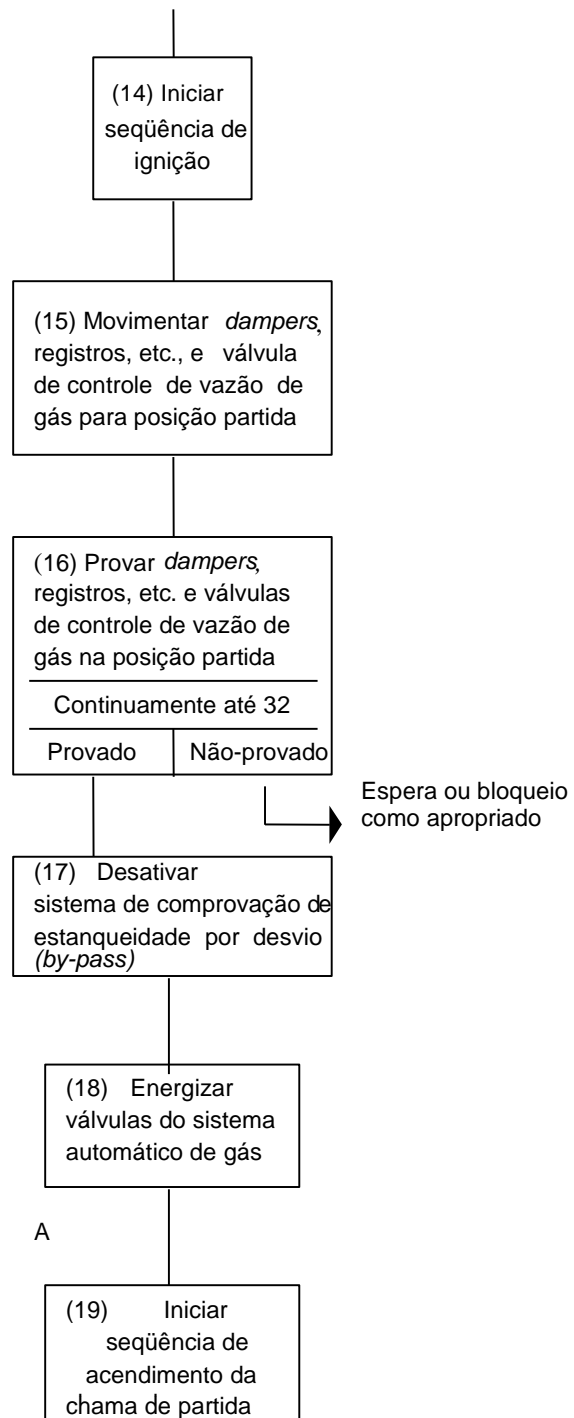 (14) Iniciar
seqüência de
ignição
(15) Movimentar dampers,
registros, etc., e válvula
de controle de vazão de
gás para posição partida
(16) Provar dampers,
registros, etc. e válvulas
de controle de vazão de
gás na posição partida
Continuamente até 32
Provado
Não-provado
Espera ou bloqueio
como apropriado
(17) Desativar
sistema de comprovação de
estanqueidade por desvio
(by-pass)
(18) Energizar
válvulas do sistema
automático de gás
A
(19) Iniciar
seqüência de
acendimento da
chama de partida